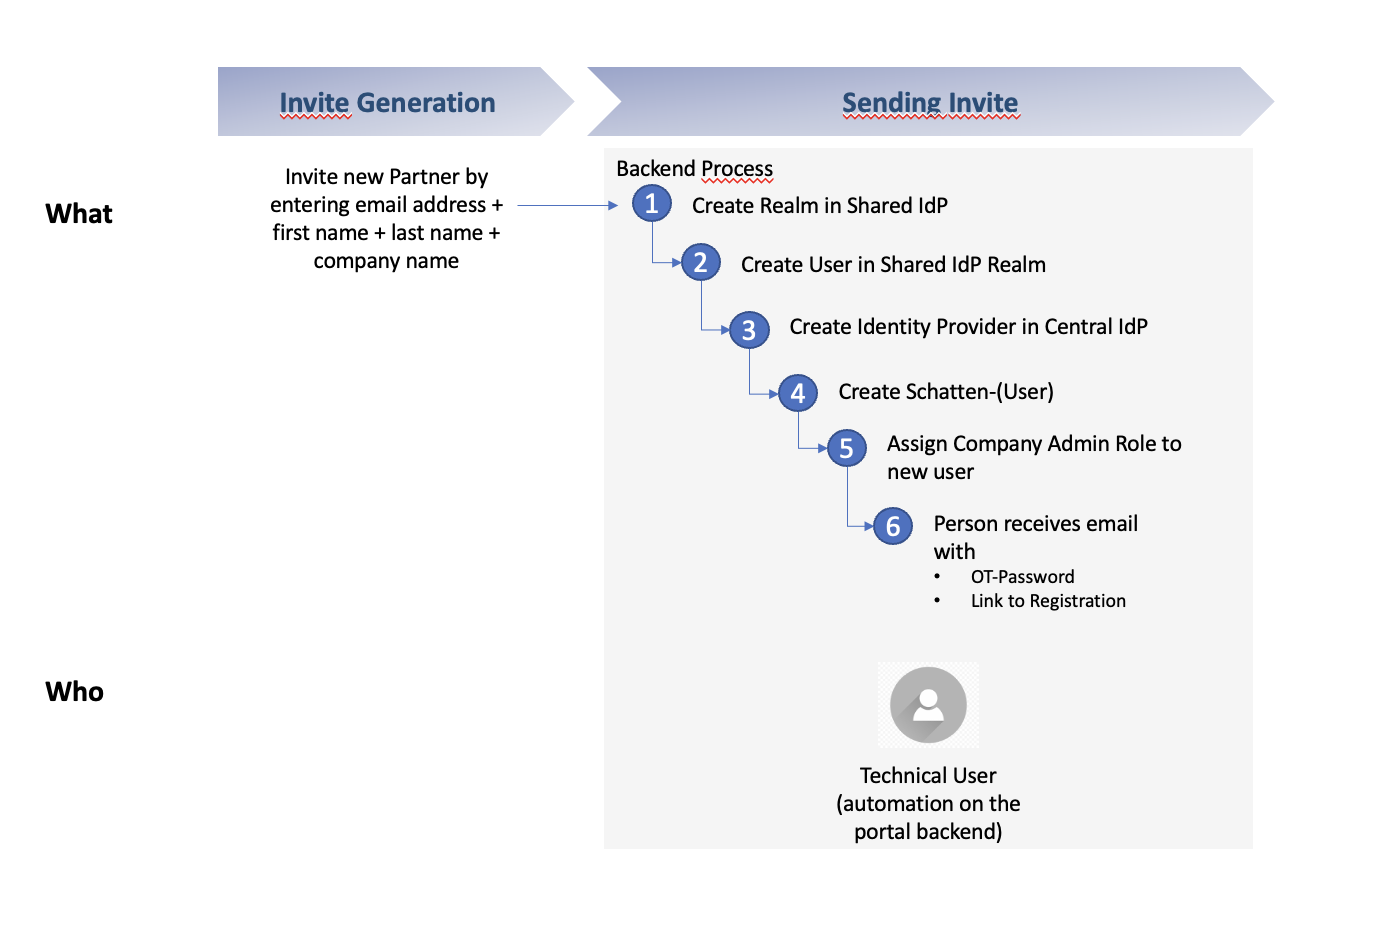 Invite Generation
Sending Invite
What
Invite new Partner by
entering email address +
first name + last name +
company name
Backend Process
1 Create Realm in Shared IdP
2 Create User in Shared IdP Realm
3 Create Identity Provider in Central IdP
4 Create Schatten-(User)
5 Assign Company Admin Role to
new user
6 Person receives email
with
• OT-Password
• Link to Registration
Who
Technical User
(automation on the
portal backend)